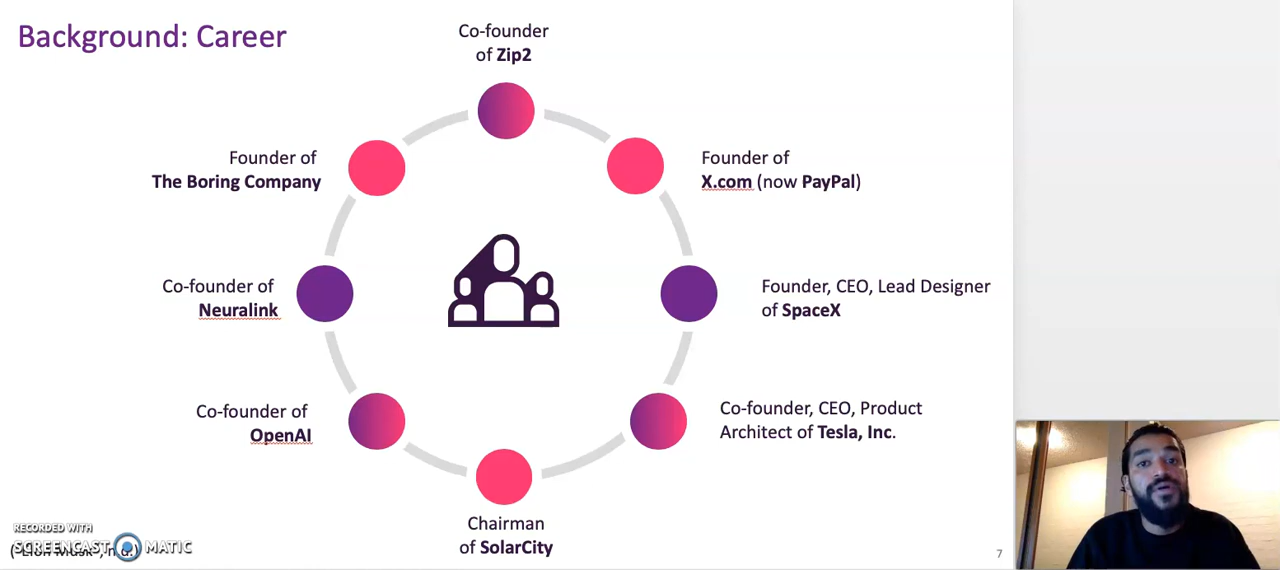 Background: Career
Co-founder
of Zip2
Founder of
The Boring Company
Founder of
X.com (now PayPal)
Co-founder of
Neuralink
Founder, CEO, Lead Designer
of SpaceX
Co-founder of
OpenAI
Co-founder, CEO, Product
Architect of Tesla, Inc.
Chairman
of SolarCity
RECORDED WITH
SCREENCAST MATIC
Musk", n.d.)
7